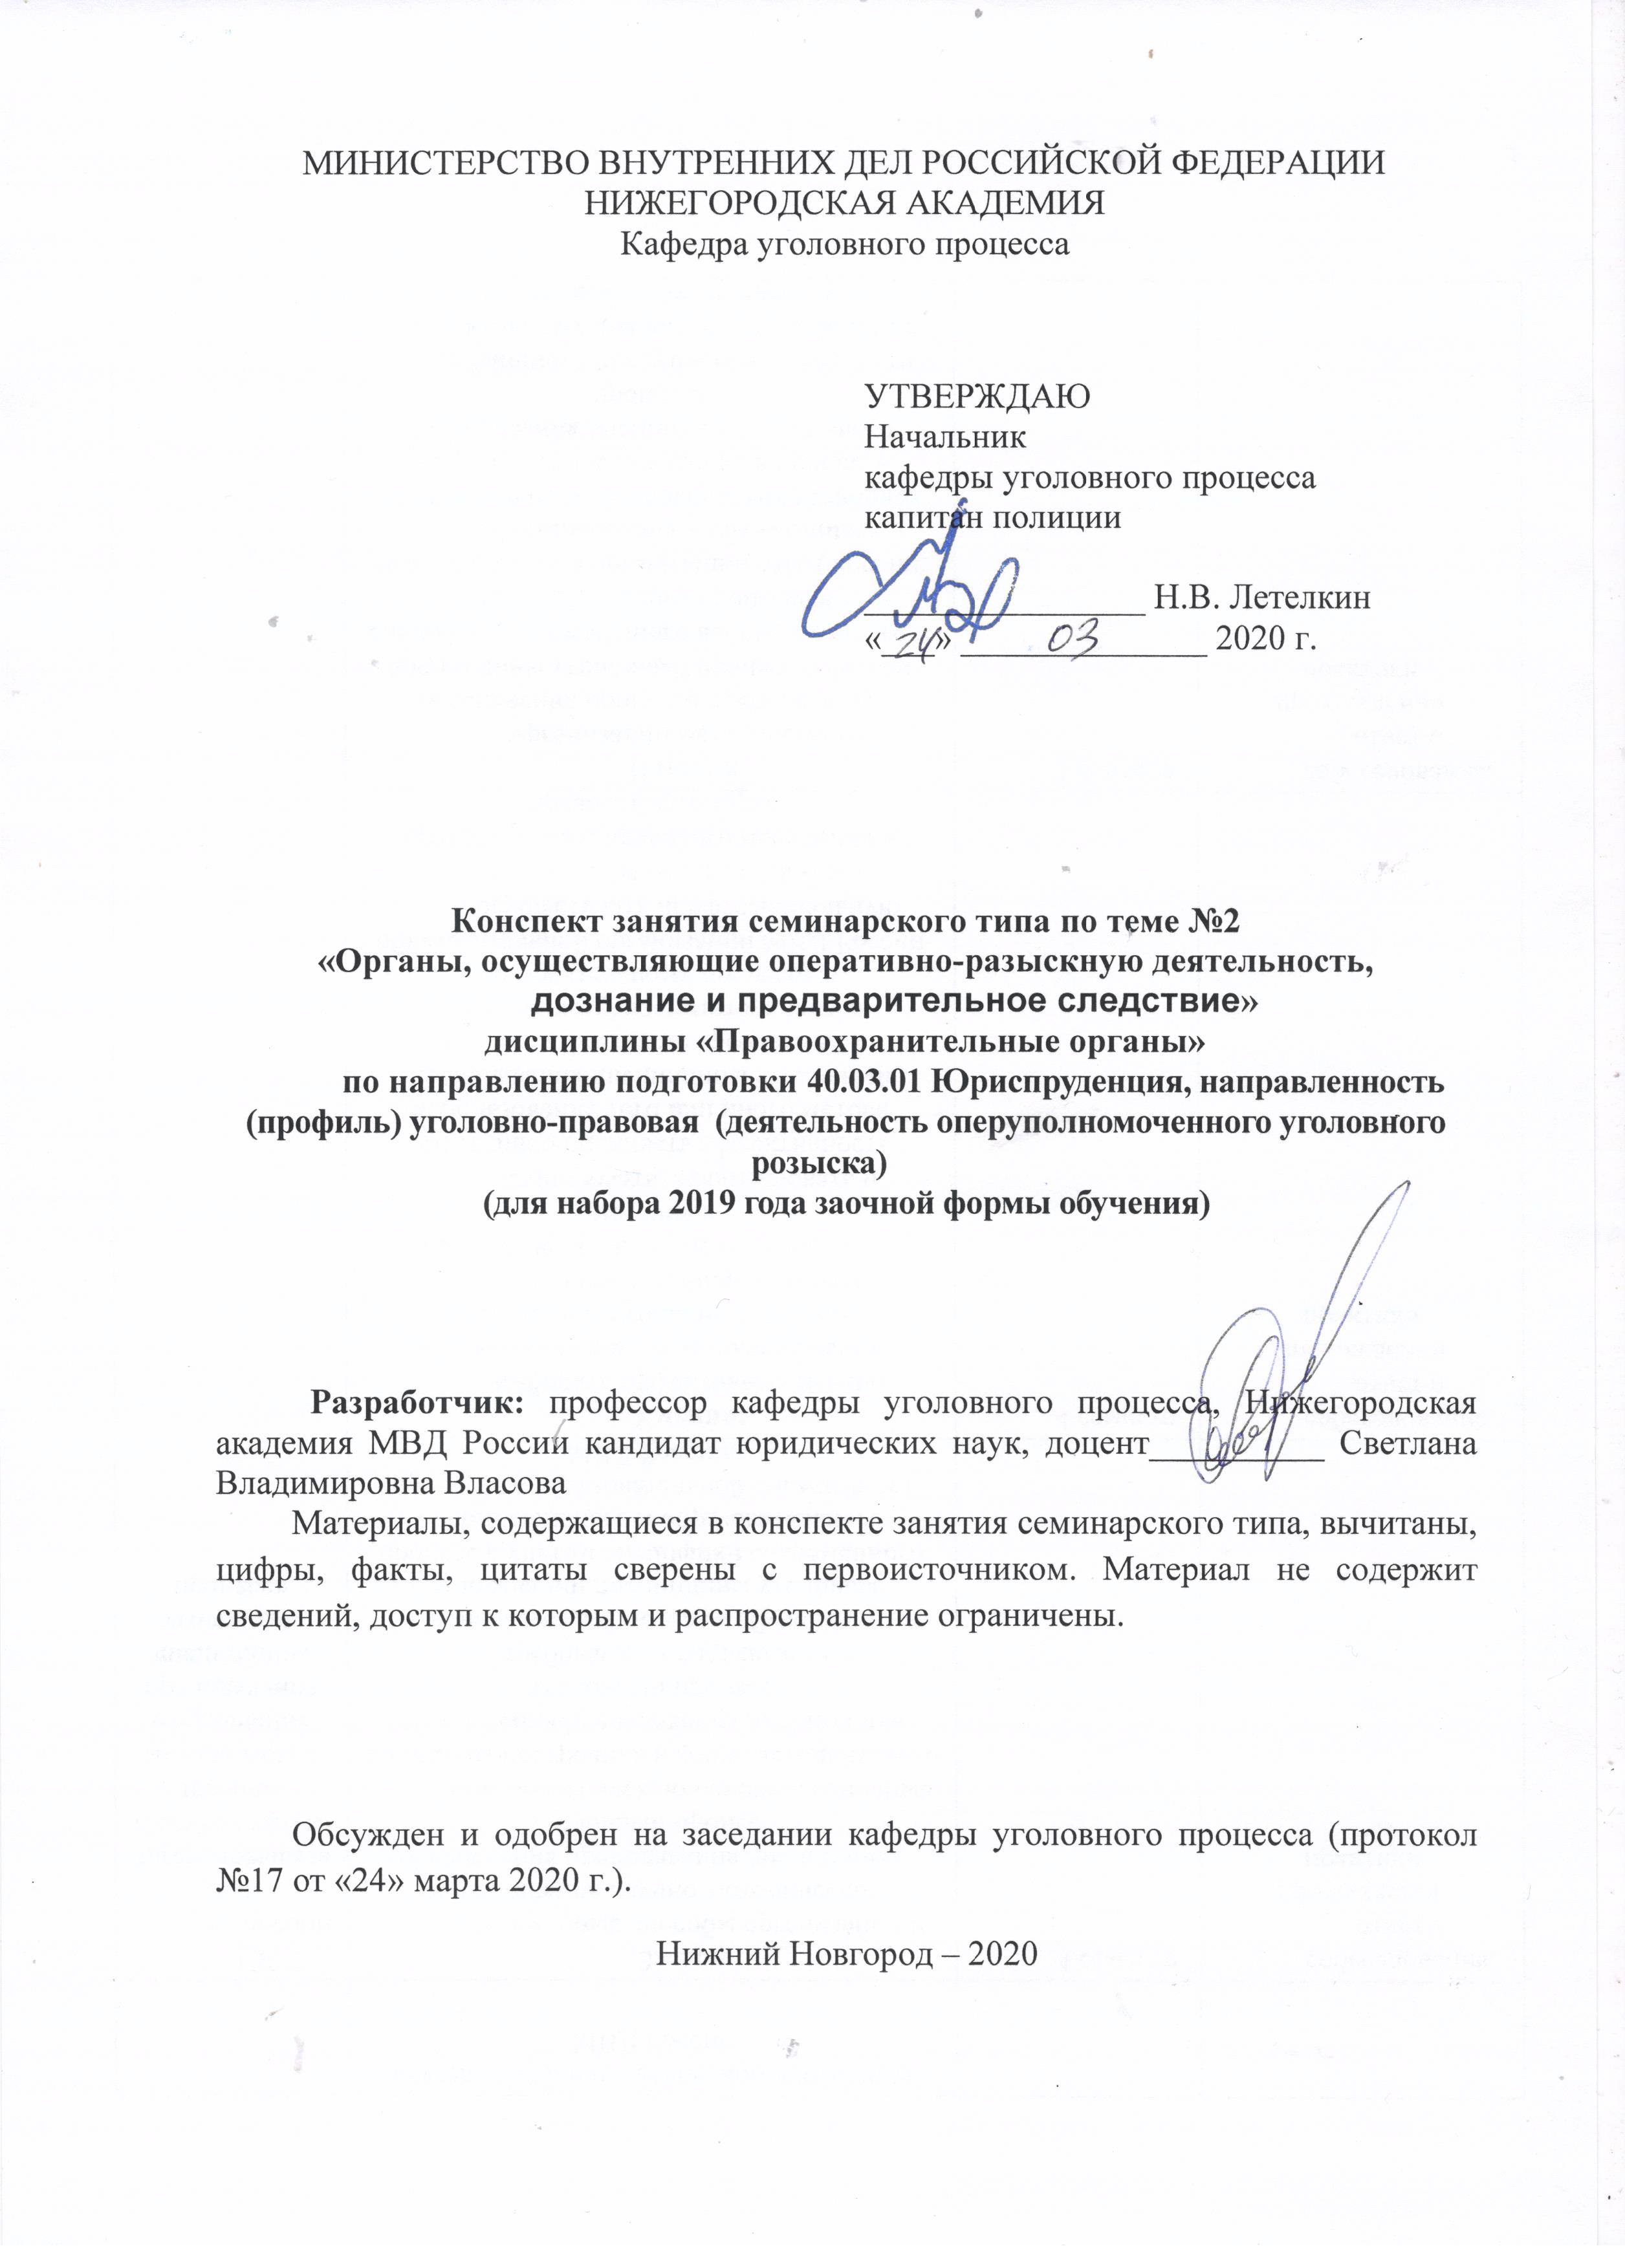 МИНИСТЕРСТВО ВНУТРЕННИХ ДЕЛ РОССИЙСКОЙ ФЕДЕРАЦИИ
НИЖЕГОРОДСКАЯ АКАДЕМИЯ
Кафедра уголовного процесса
УТВЕРЖДАЮ
Начальник
кафедры уголовного процесса
капитан полиции
________________ Н.В. Летелкин
«24» 03 2020 г.
Конспект занятия семинарского типа по теме №2
«Органы, осуществляющие оперативно-разыскную деятельность,
дознание и предварительное следствие»
дисциплины «Правоохранительные органы»
по направлению подготовки 40.03.01 Юриспруденция, направленность
(профиль) уголовно-правовая (деятельность оперуполномоченного уголовного
розыска)
(для набора 2019 года заочной формы обучения)
Разработчик: профессор кафедры уголовного процесса, Нижегородская
академия МВД России кандидат юридических наук, доцент__________ Светлана
Владимировна Власова
Материалы, содержащиеся в конспекте занятия семинарского типа, вычитаны,
цифры, факты, цитаты сверены с первоисточником. Материал не содержит
сведений, доступ к которым и распространение ограничены.
Обсужден и одобрен на заседании кафедры уголовного процесса (протокол
№17 от «24» марта 2020 г.).
Нижний Новгород – 2020